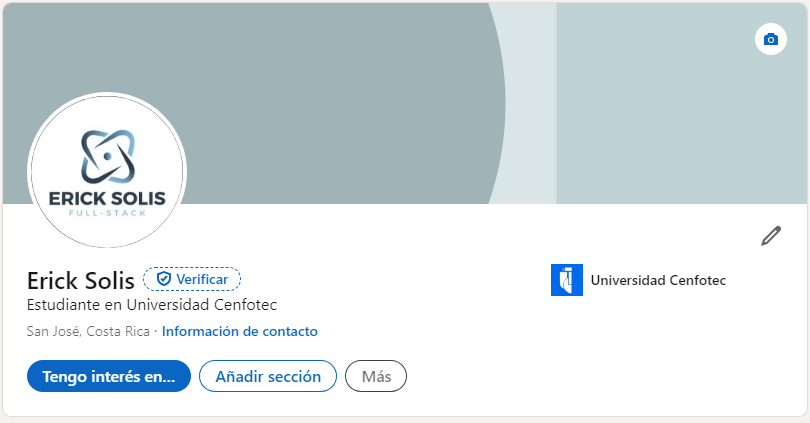 ERICK SOLIS
FULL-STACK
Erick Solis Verificar
Universidad Cenfotec
Estudiante en Universidad Cenfotec
San José, Costa Rica · Información de contacto
Tengo interés en... Añadir sección Más